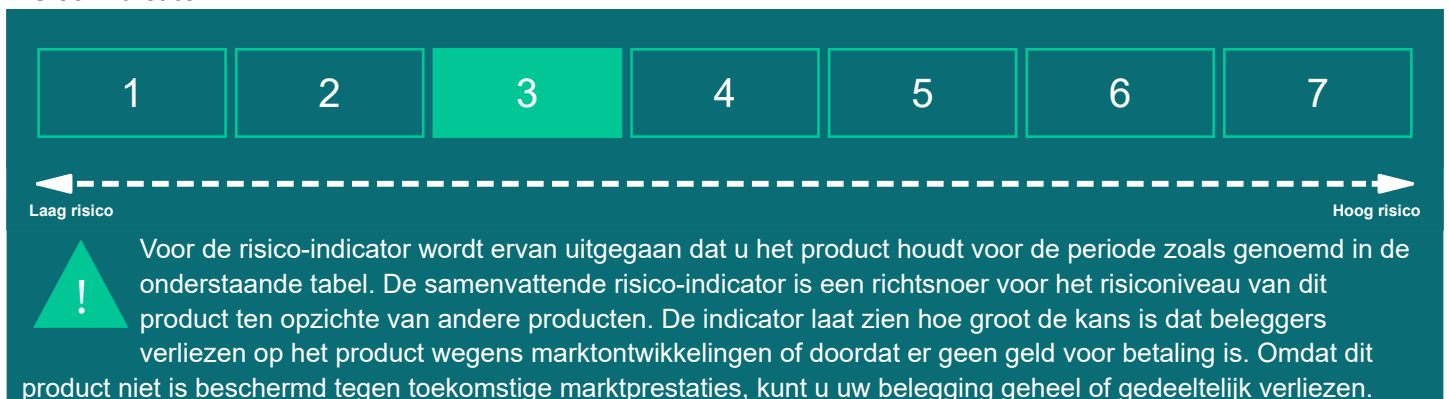 1 2 3 4 5 6 7
Laag risico Hoog risico
! Voor de risico-indicator wordt ervan uitgegaan dat u het product houdt voor de periode zoals genoemd in de
onderstaande tabel. De samenvattende risico-indicator is een richtsnoer voor het risiconiveau van dit
product ten opzichte van andere producten. De indicator laat zien hoe groot de kans is dat beleggers
verliezen op het product wegens marktontwikkelingen of doordat er geen geld voor betaling is. Omdat dit
product niet is beschermd tegen toekomstige marktprestaties, kunt u uw belegging geheel of gedeeltelijk verliezen.